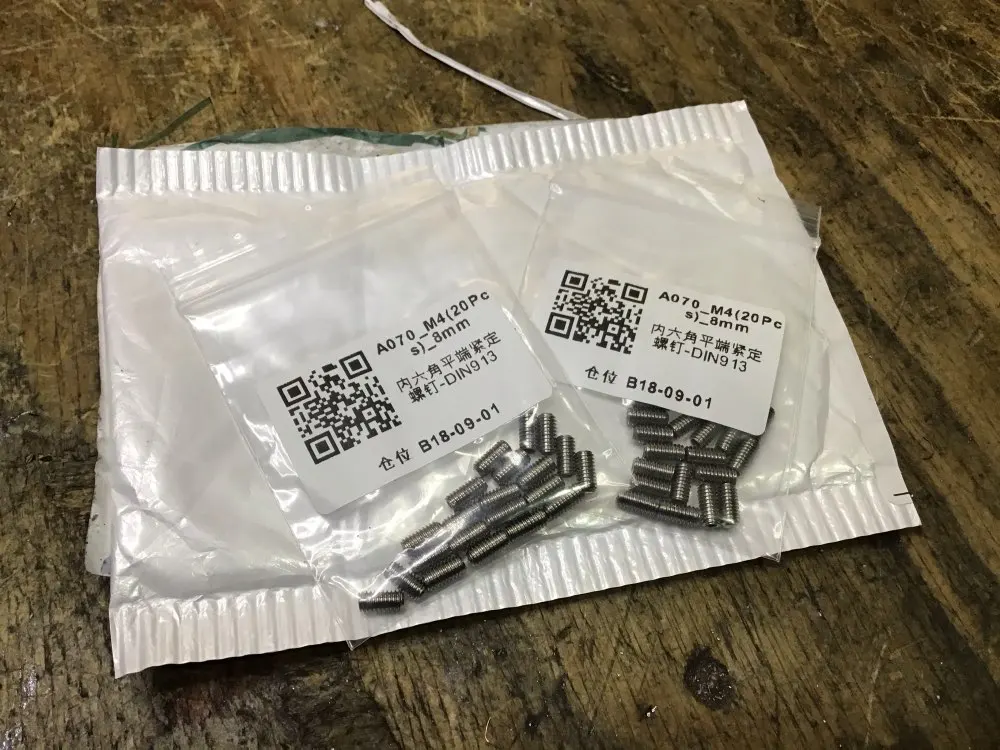 A070_M4(20Pc
s)_8mm
内六角平端紧定
螺钉-DIN913
仓位 B18-09-01
A070_M4(20Pc
s)_8mm
内六角平端紧定
螺钉-DIN913
仓位 B18-09-01